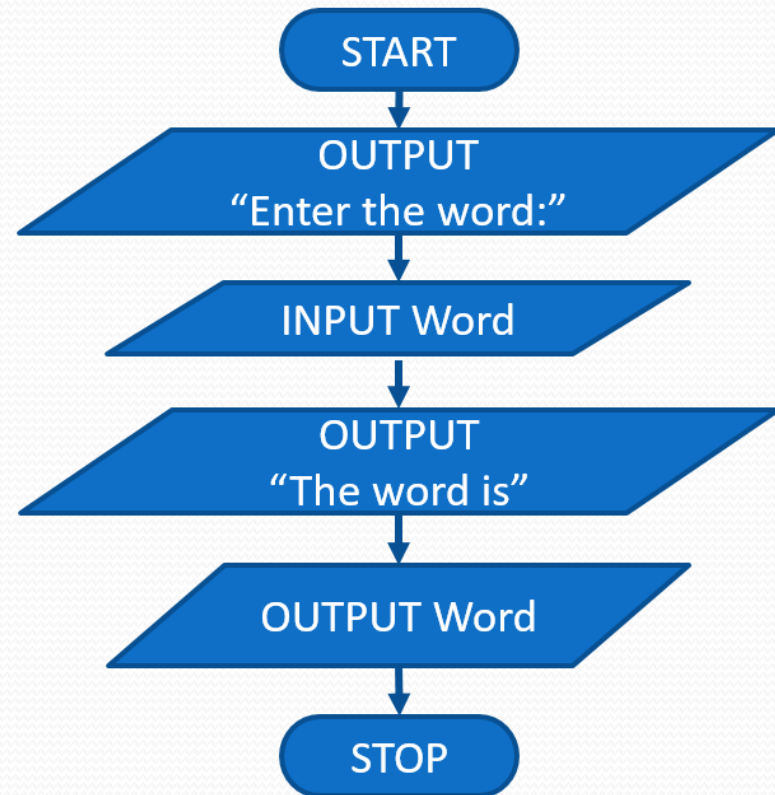 START
OUTPUT
“Enter the word:”
INPUT Word
OUTPUT
“The word is”
OUTPUT Word
STOP